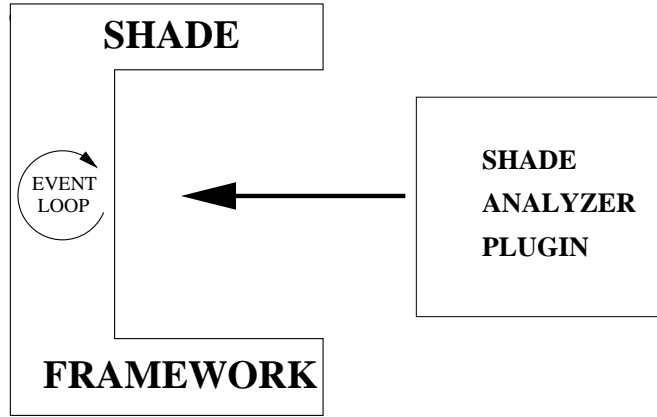 SHADE
EVENT
LOOP
SHADE
ANALYZER
PLUGIN
FRAMEWORK